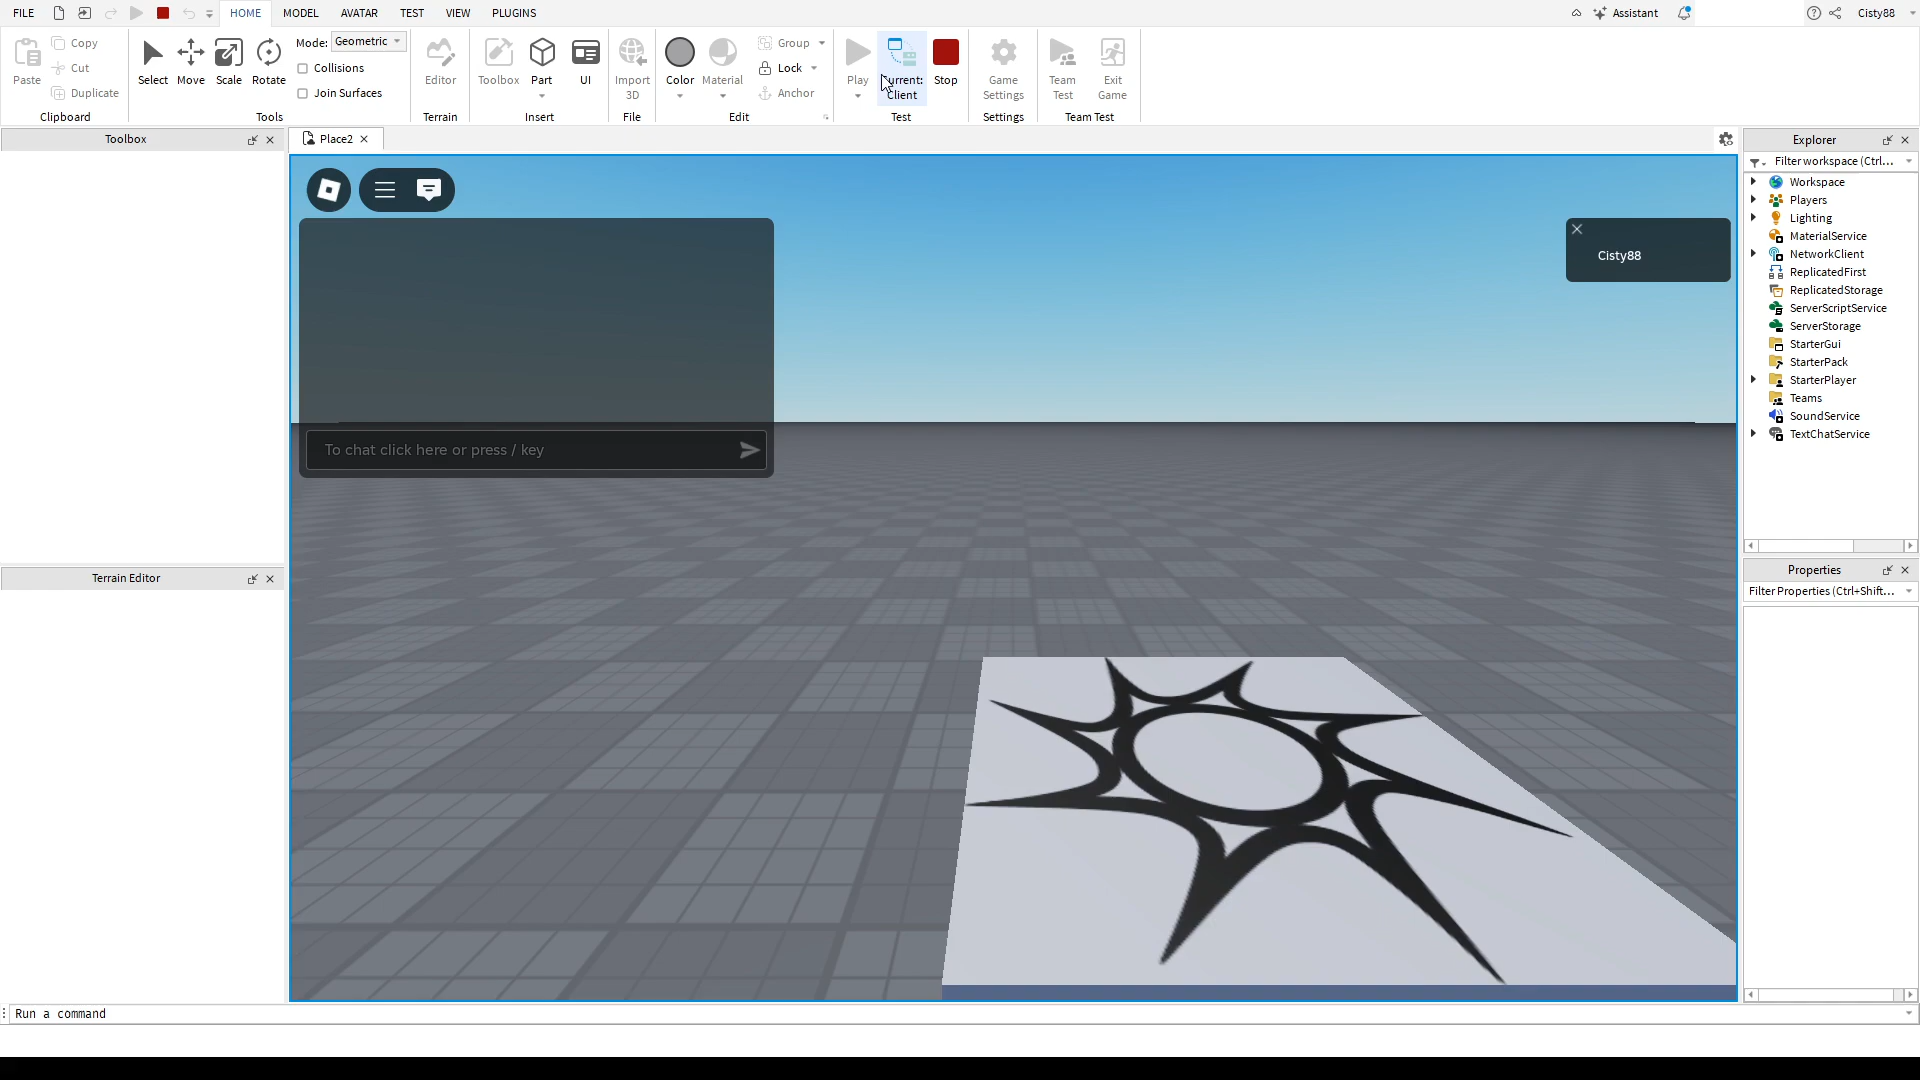 FILE HOME MODEL AVATAR TEST VIEW PLUGINS Assistant Cisty88
Paste Copy Cut Duplicate
Select Move Scale Rotate Mode: Geometric Collisions Join Surfaces
Editor Toolbox Part UI Import 3D
Color Material Group Lock Anchor
Play Current: Client Stop Game Settings Team Test Exit Game
Clipboard Tools Terrain Insert File Edit Test Settings Team Test
Toolbox
Place2
Explorer
Filter workspace (Ctrl...
Workspace
Players
Lighting
MaterialService
NetworkClient
ReplicatedFirst
ReplicatedStorage
ServerScriptService
ServerStorage
StarterGui
StarterPack
StarterPlayer
Teams
SoundService
TextChatService
Cisty88
To chat click here or press / key
Terrain Editor
Properties
Filter Properties (Ctrl+Shift...
Run a command